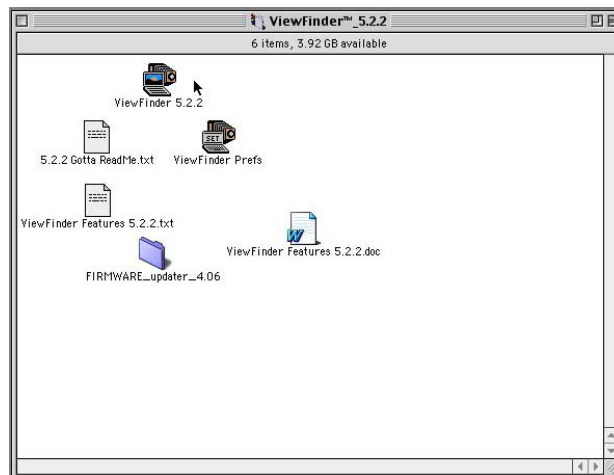 ViewFinder™_5.2.2
6 items, 3.92 GB available
ViewFinder 5.2.2
5.2.2 Gotta ReadMe.txt
ViewFinder Prefs
SET
ViewFinder Features 5.2.2.txt
W
ViewFinder Features 5.2.2.doc
FIRMWARE_updater_4.06